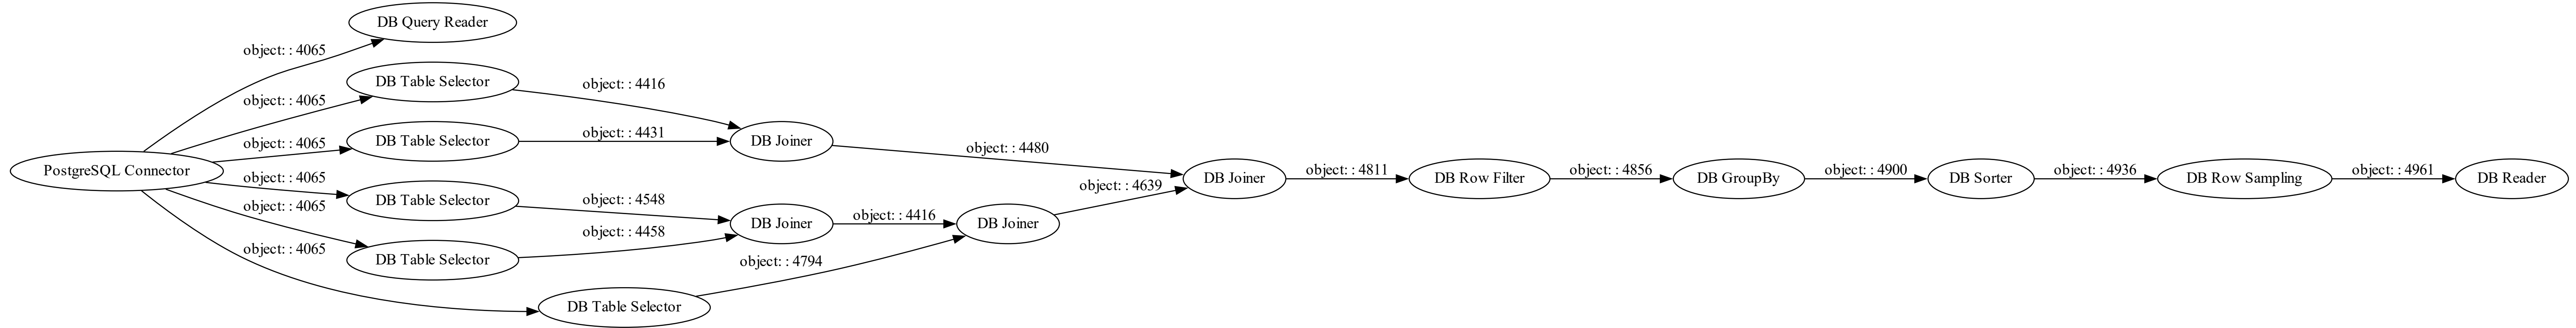 DB Query Reader
object: : 4065
DB Table Selector
object: : 4416
object: : 4065
DB Table Selector
object: : 4431
DB Joiner
object: : 4065
object: : 4480
PostgreSQL Connector
object: : 4065
DB Table Selector
object: : 4548
DB Joiner
object: : 4811
DB Row Filter
object: : 4856
DB GroupBy
object: : 4900
DB Sorter
object: : 4936
DB Row Sampling
object: : 4961
DB Reader
object: : 4639
object: : 4065
DB Joiner
object: : 4416
DB Joiner
object: : 4458
DB Table Selector
object: : 4065
object: : 4794
DB Table Selector